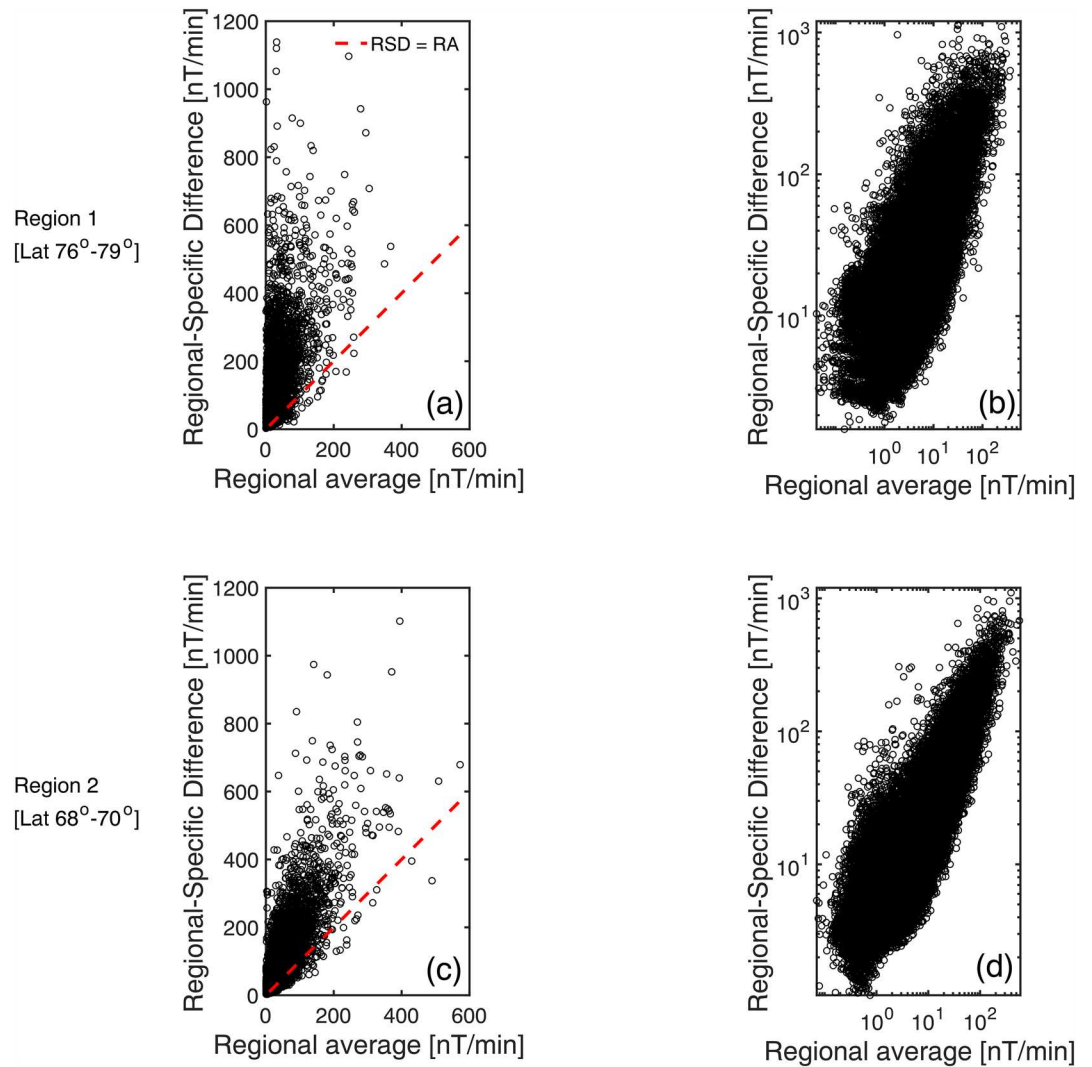 Region 1
[Lat 76°-79°]
Regional-Specific Difference [nT/min]
1200
1000
800
600
400
200
0
RSD = RA
(a)
0 200 400 600
Regional average [nT/min]
Regional-Specific Difference [nT/min]
10³
10²
10¹
(b)
10⁰ 10¹ 10²
Regional average [nT/min]
Region 2
[Lat 68°-70°]
Regional-Specific Difference [nT/min]
1200
1000
800
600
400
200
0
(c)
0 200 400 600
Regional average [nT/min]
Regional-Specific Difference [nT/min]
10³
10²
10¹
(d)
10⁰ 10¹ 10²
Regional average [nT/min]